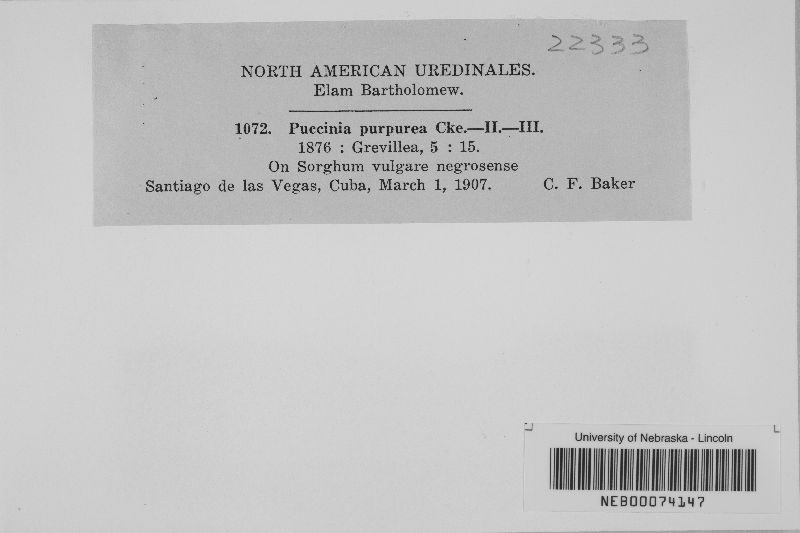 22333
NORTH AMERICAN UREDINALES.
Elam Bartholomew.
1072. Puccinia purpurea Cke.—II.—III.
1876 : Grevillea, 5 : 15.
On Sorghum vulgare negrosense
Santiago de las Vegas, Cuba, March 1, 1907. C. F. Baker
University of Nebraska - Lincoln
NEB00074147